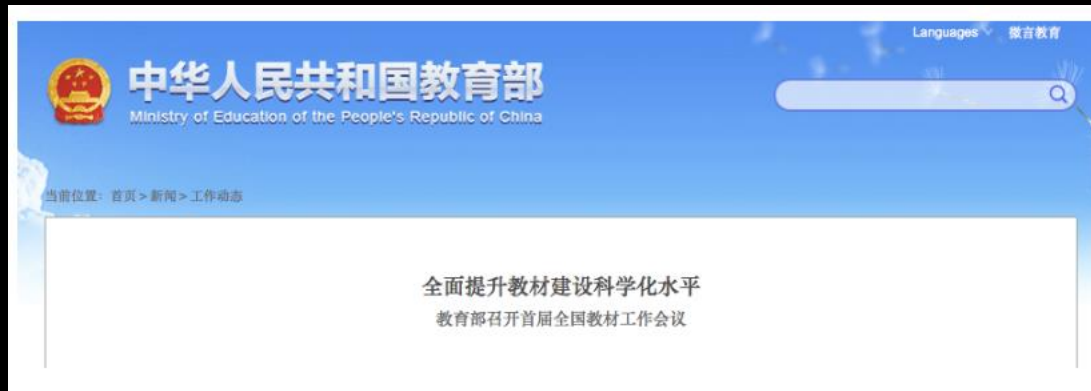 Languages 微言教育
中华人民共和国教育部
Ministry of Education of the People's Republic of China
当前位置：首页>新闻>工作动态
全面提升教材建设科学化水平
教育部召开首届全国教材工作会议